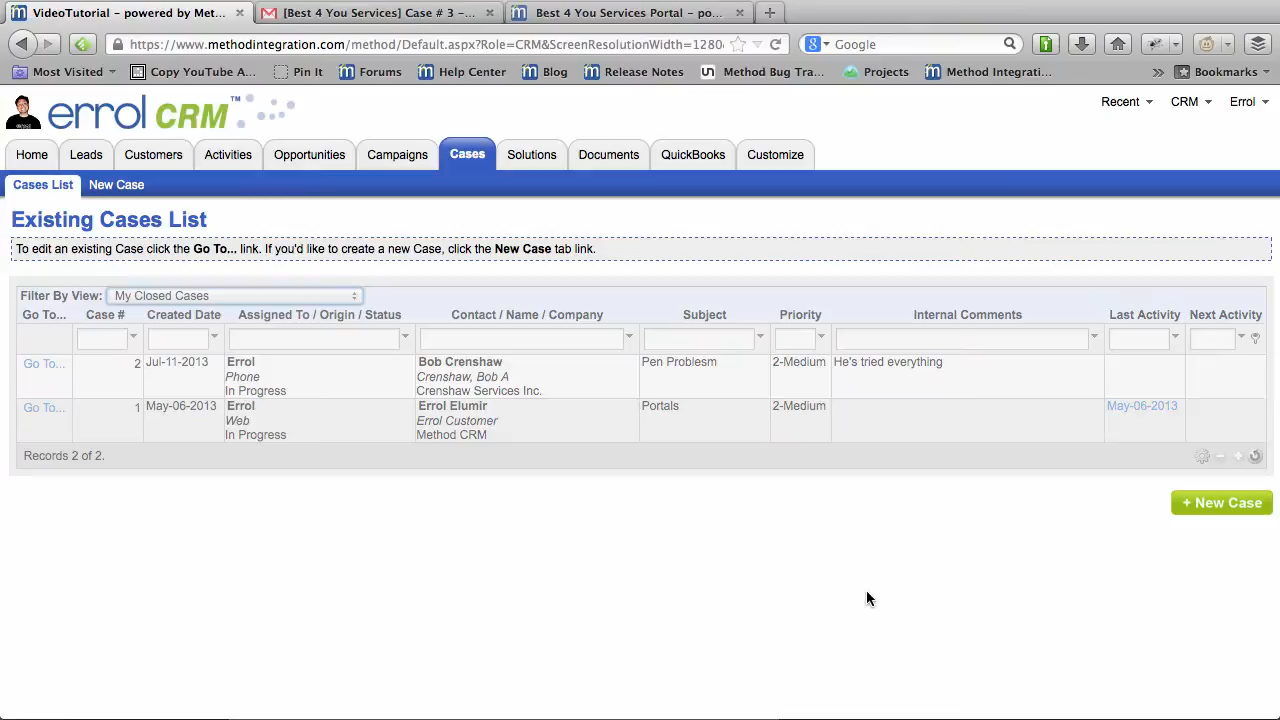 VideoTutorial – powered by Met... [Best 4 You Services] Case # 3 –... Best 4 You Services Portal – po...
https://www.methodintegration.com/method/Default.aspx?Role=CRM&ScreenResolutionWidth=1280 Google
Most Visited Copy YouTube A... Pin It Forums Help Center Blog Release Notes Method Bug Tra... Projects Method Integrati... Bookmarks
errol CRM™ Recent CRM Errol
Home Leads Customers Activities Opportunities Campaigns Cases Solutions Documents QuickBooks Customize
Cases List New Case
Existing Cases List
To edit an existing Case click the Go To... link. If you'd like to create a new Case, click the New Case tab link.
Filter By View: My Closed Cases
Go To... Case # Created Date Assigned To / Origin / Status Contact / Name / Company Subject Priority Internal Comments Last Activity Next Activity
Go To... 2 Jul-11-2013 Errol Bob Crenshaw Pen Problesm 2-Medium He's tried everything
Phone Crenshaw, Bob A
In Progress Crenshaw Services Inc.
Go To... 1 May-06-2013 Errol Errol Elumir Portals 2-Medium May-06-2013
Web Errol Customer
In Progress Method CRM
Records 2 of 2.
+ New Case